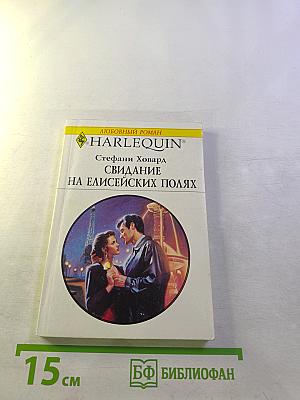 ЛЮБОВНЫЙ РОМАН
HARLEQUIN®
Стефани Ховард
СВИДАНИЕ
НА ЕЛИСЕЙСКИХ ПОЛЯХ
15 см
БФ БИБЛИОФАН